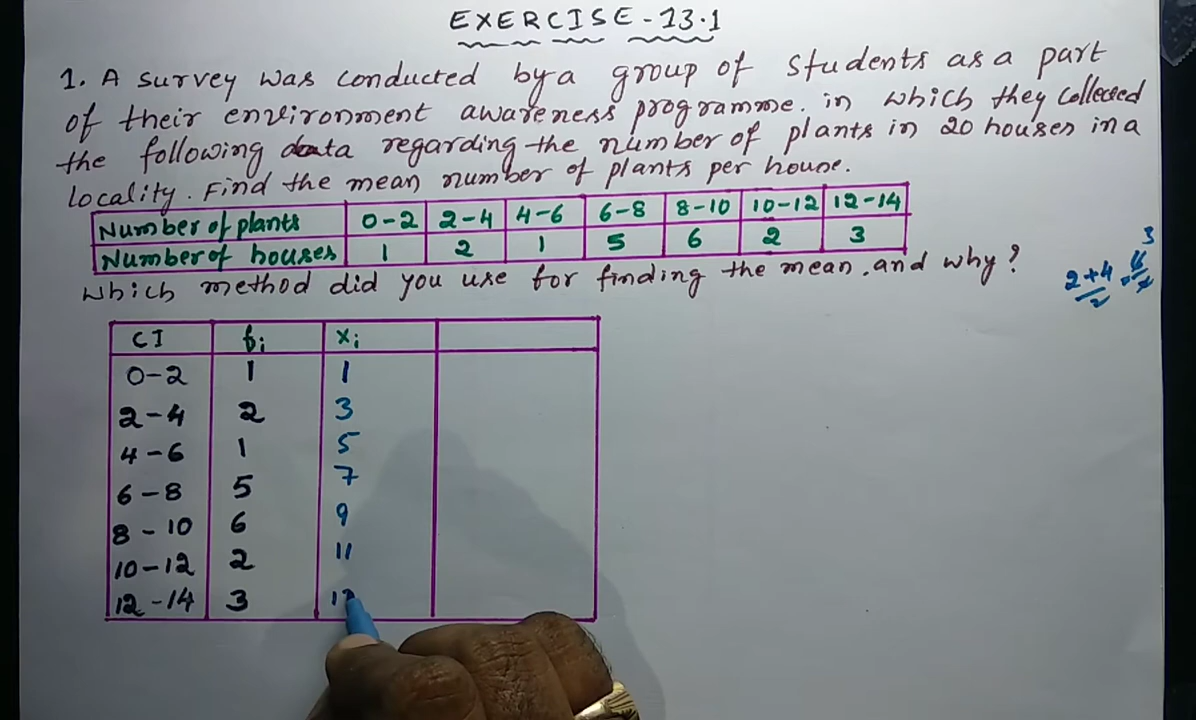 EXERCISE-13.1
1. A survey was conducted by a group of students as a part
of their environment awareness programme. in which they collected
the following data regarding the number of plants in 20 houses in a
locality. Find the mean number of plants per house.
Number of plants 0-2 2-4 4-6 6-8 8-10 10-12 12-14
Number of houses 1 2 1 5 6 2 3
Which method did you use for finding the mean, and why?
3
2+4
2
CI fi xi
0-2 1 1
2-4 2 3
4-6 1 5
6-8 5 7
8-10 6 9
10-12 2 11
12-14 3